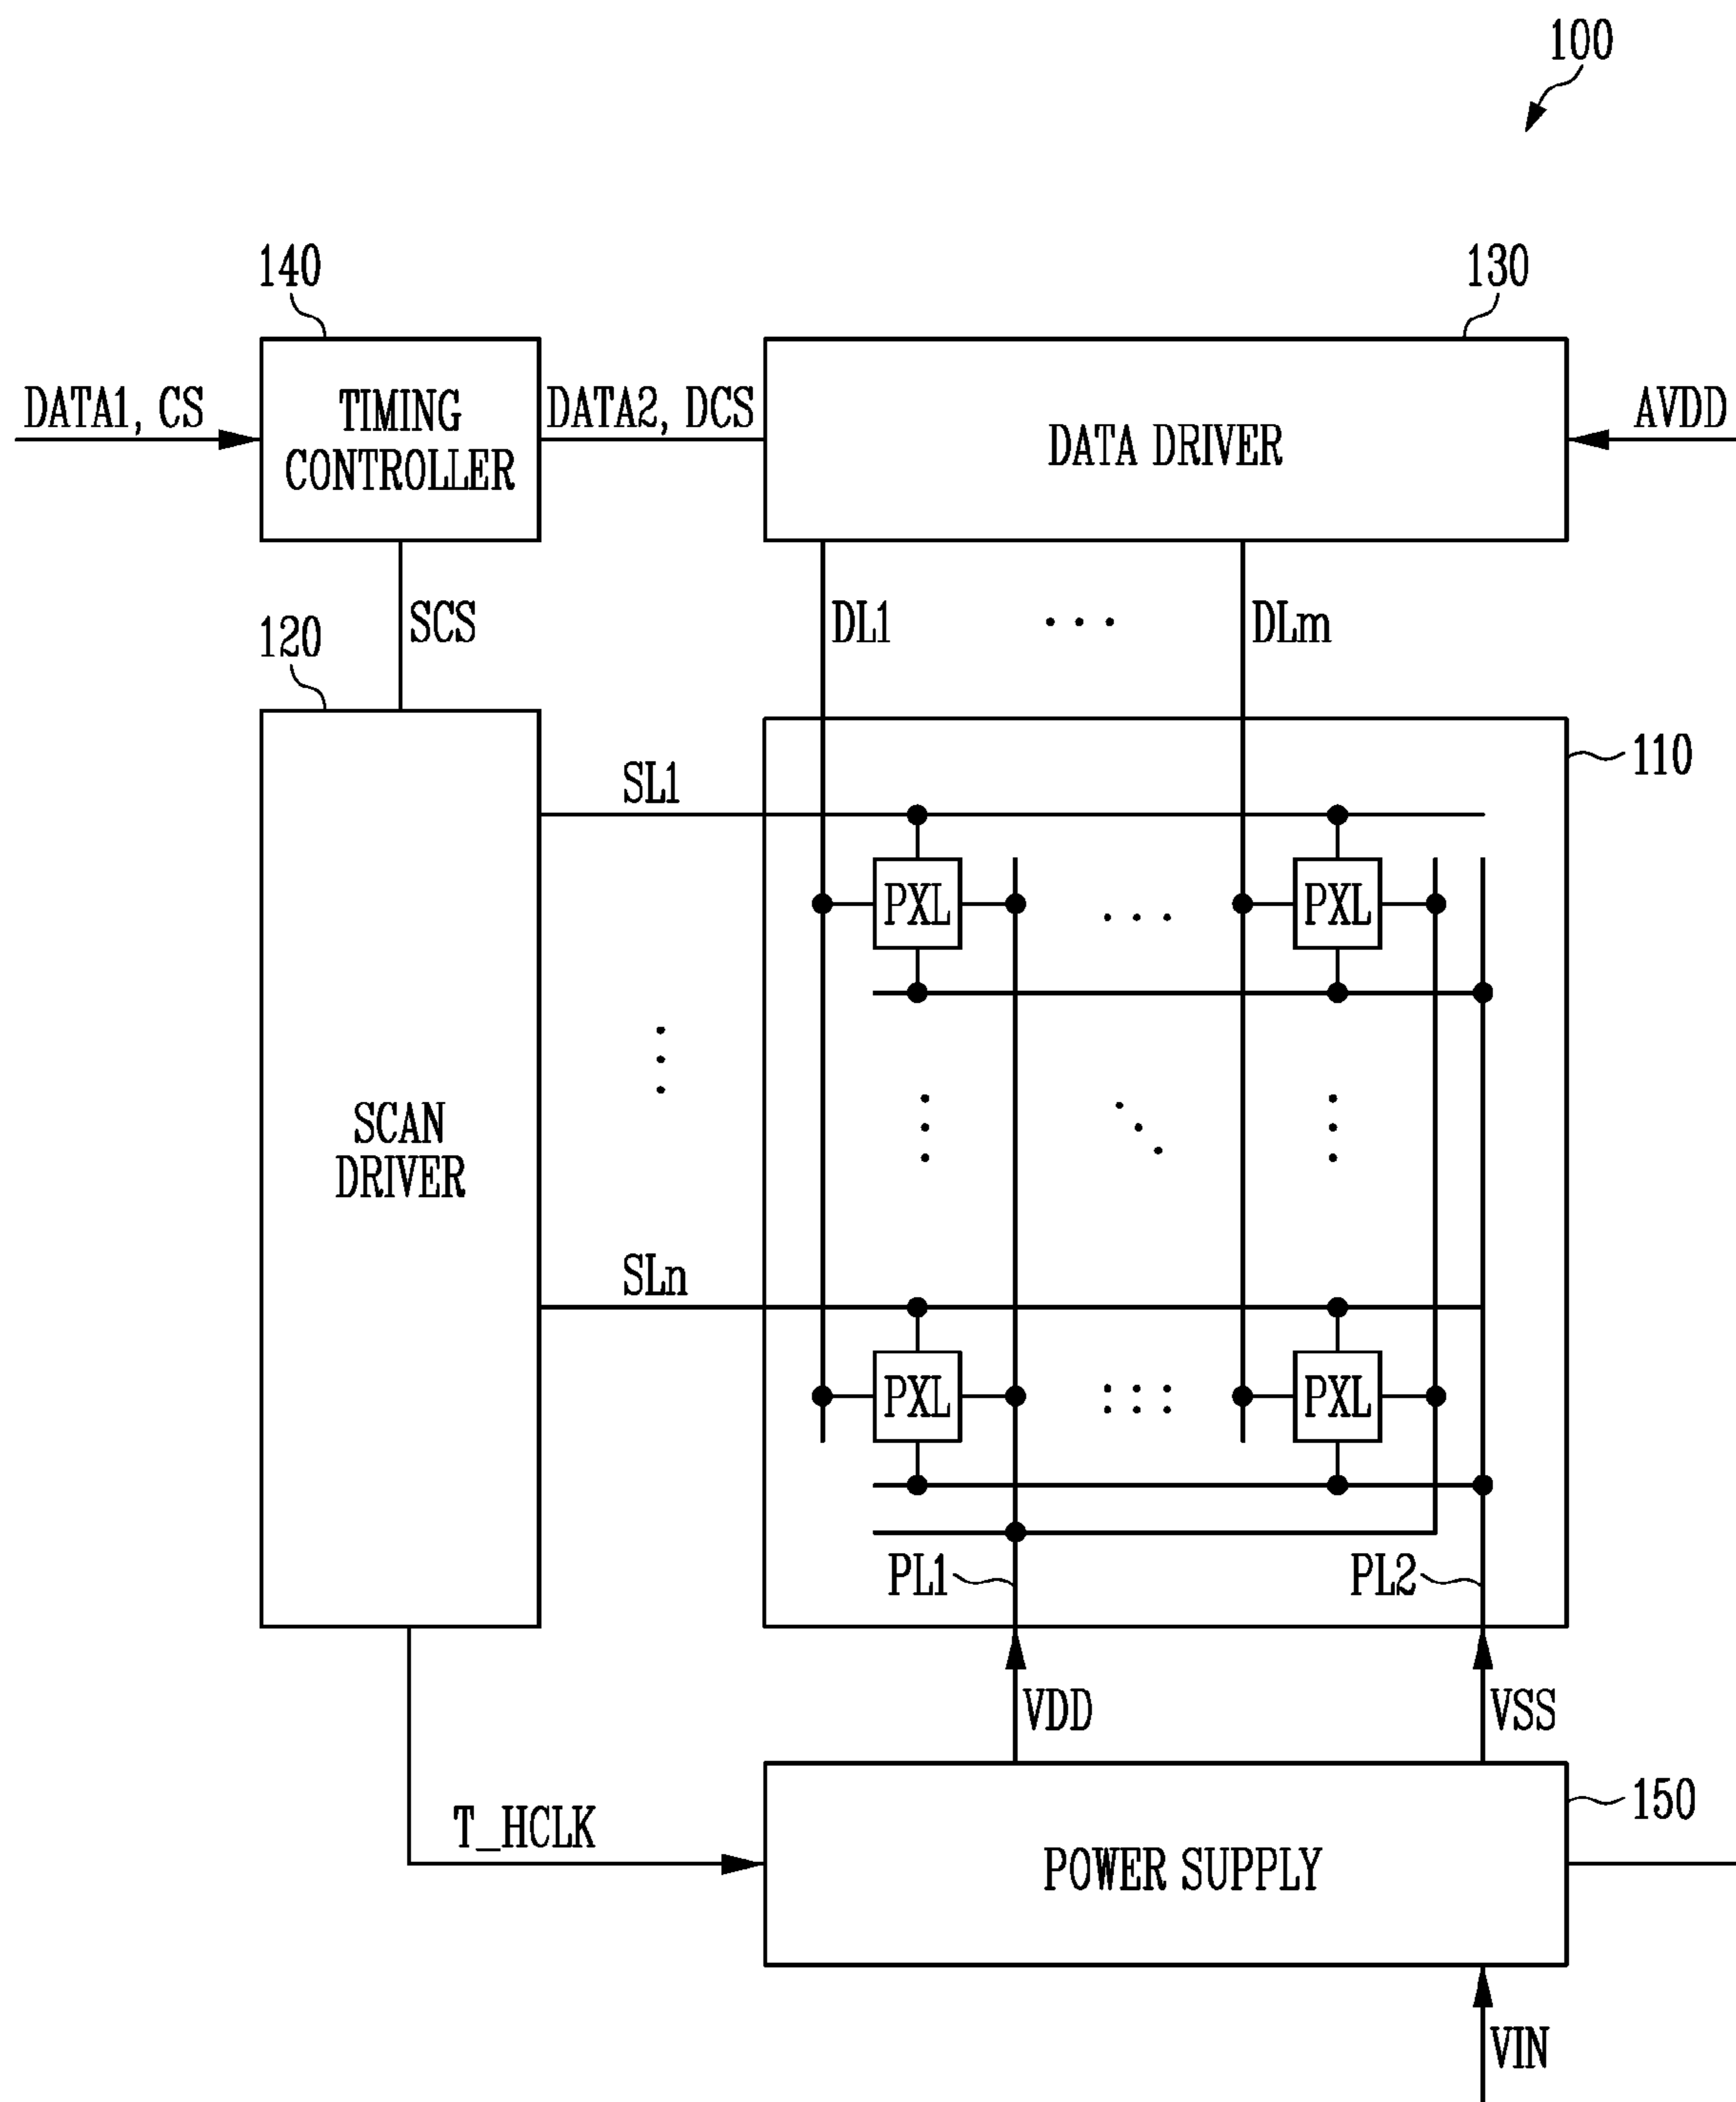 100
140
130
DATA1, CS
TIMING
CONTROLLER
DATA2, DCS
DATA DRIVER
AVDD
SCS
DL1
DLm
120
110
SL1
PXL
PXL
SCAN
DRIVER
SLn
PXL
PXL
PL1
PL2
VDD
VSS
150
T_HCLK
POWER SUPPLY
VIN